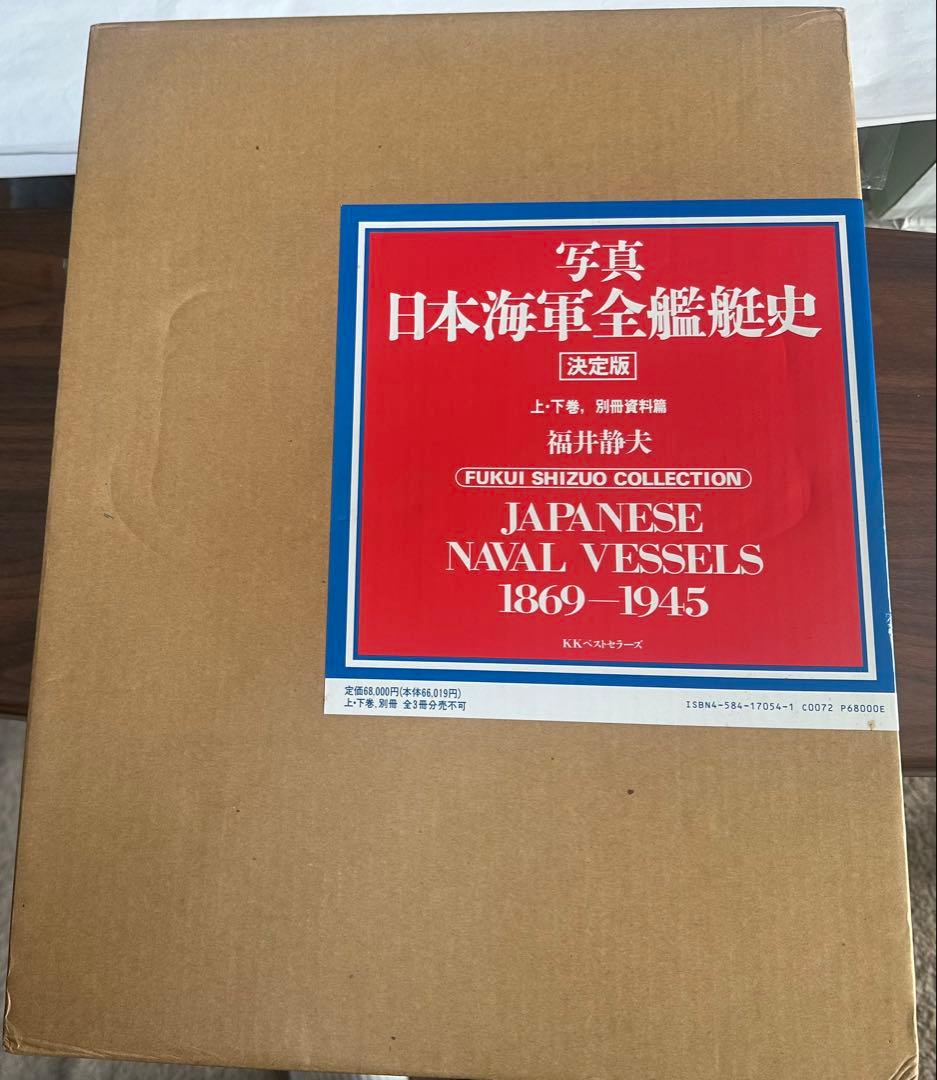 写真
日本海軍全艦艇史
決定版
上・下巻, 別冊資料篇
福井静夫
FUKUI SHIZUO COLLECTION
JAPANESE
NAVAL VESSELS
1869—1945
KKベストセラーズ
定価68,000円(本体66,019円)
上・下巻、別冊 全3冊分売不可
ISBN4-584-17054-1 C0072 P68000E